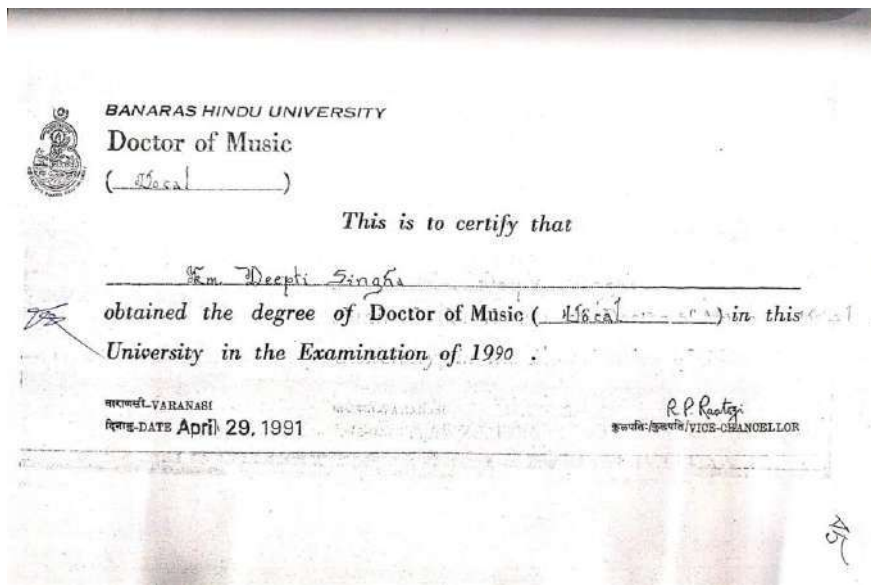 BANARAS HINDU UNIVERSITY
Doctor of Music
( Vocal )
This is to certify that
Km. Deepti Singh
obtained the degree of Doctor of Music ( Vocal ) in this
University in the Examination of 1990 .
वाराणसी-VARANASI
दिनाङ्क-DATE April 29, 1991
R.P. Rastogi
कुलपतिः/कुलपति/VICE-CHANCELLOR